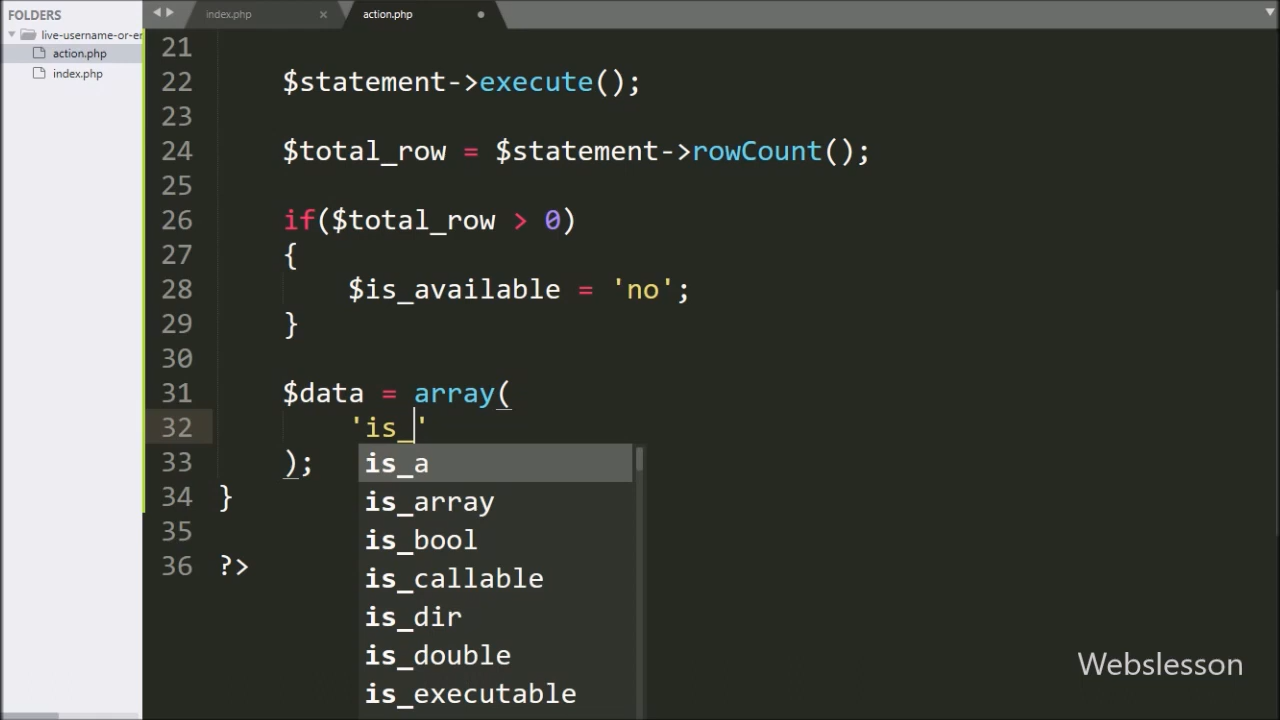 FOLDERS
live-username-or-er
action.php
index.php
index.php ×
action.php
21
22 $statement->execute();
23
24 $total_row = $statement->rowCount();
25
26 if($total_row > 0)
27 {
28 $is_available = 'no';
29 }
30
31 $data = array(
32 'is_'
33 );
34 }
35
36 ?>
is_a
is_array
is_bool
is_callable
is_dir
is_double
is_executable
Webslesson